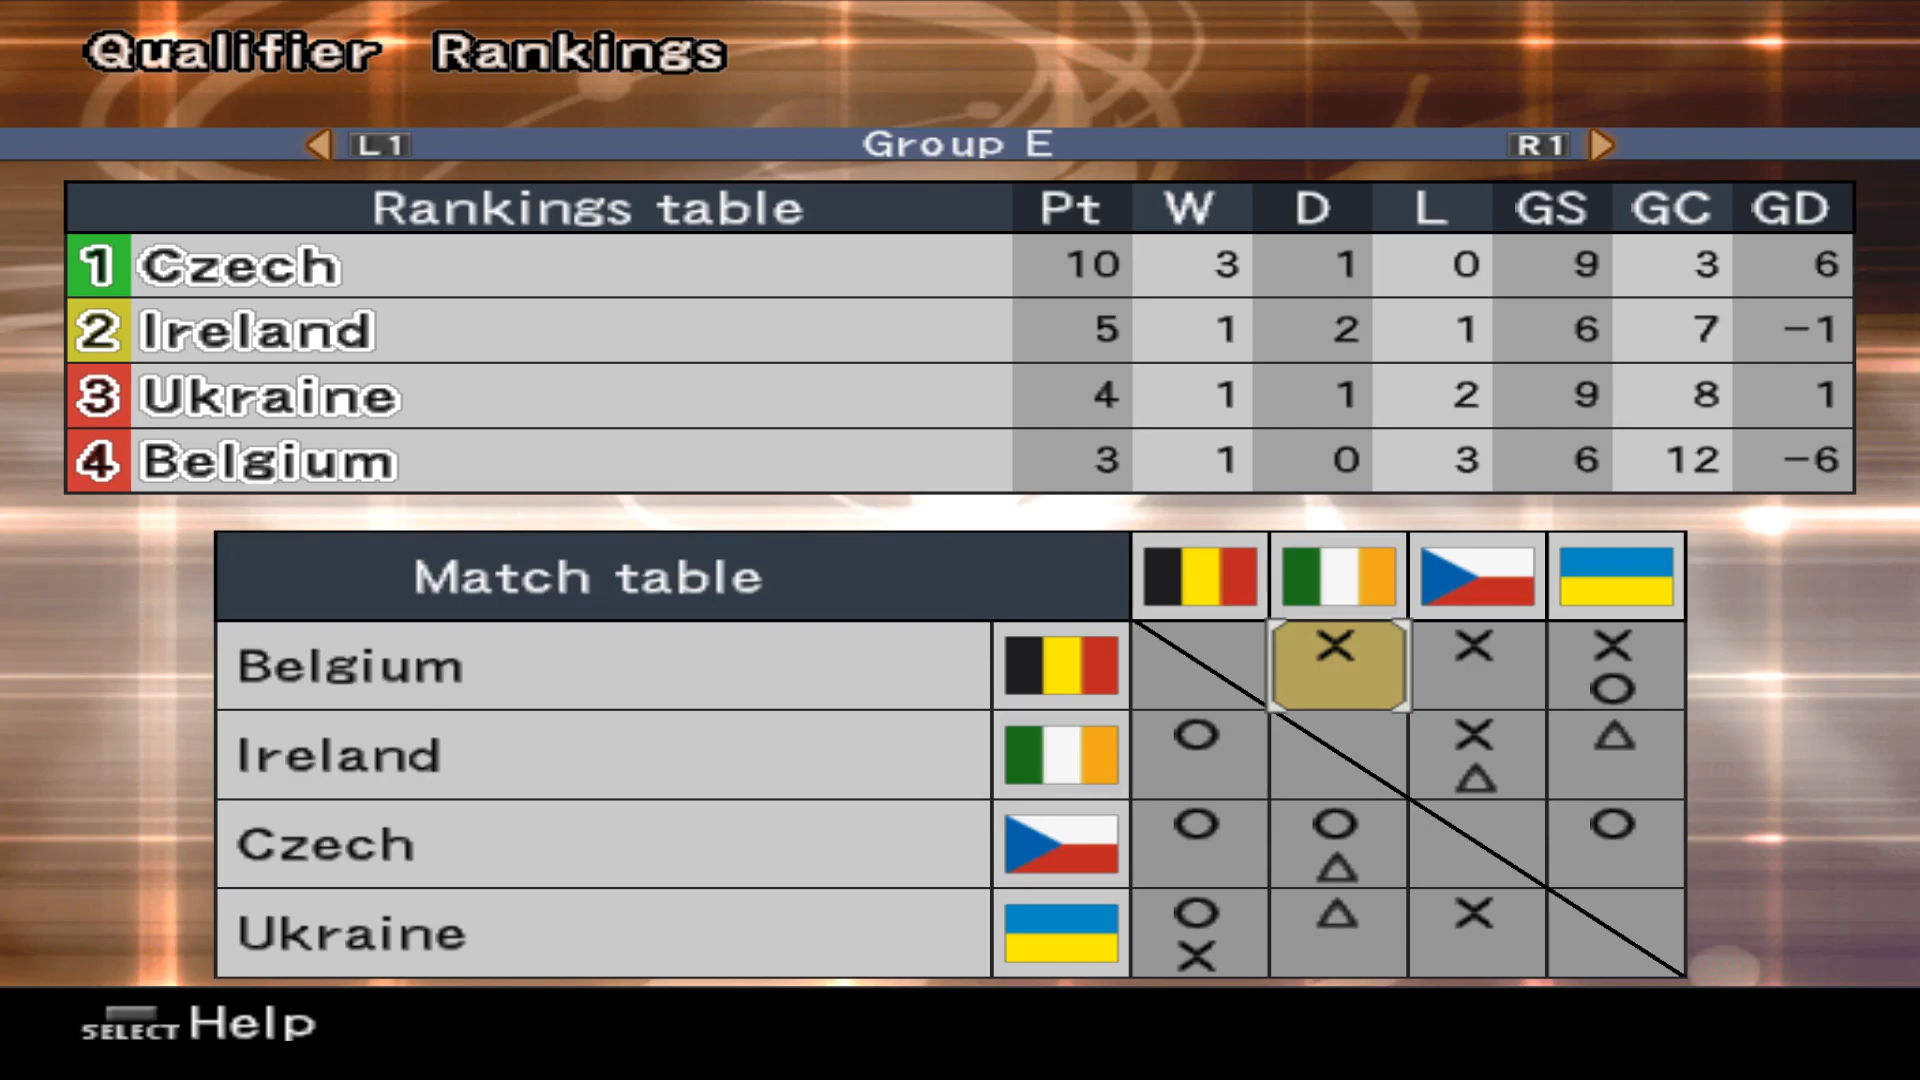 Qualifier Rankings
L1 Group E R1
Rankings table Pt W D L GS GC GD
1 Czech 10 3 1 0 9 3 6
2 Ireland 5 1 2 1 6 7 −1
3 Ukraine 4 1 1 2 9 8 1
4 Belgium 3 1 0 3 6 12 −6
Match table
Belgium
Ireland
Czech
Ukraine
SELECT Help